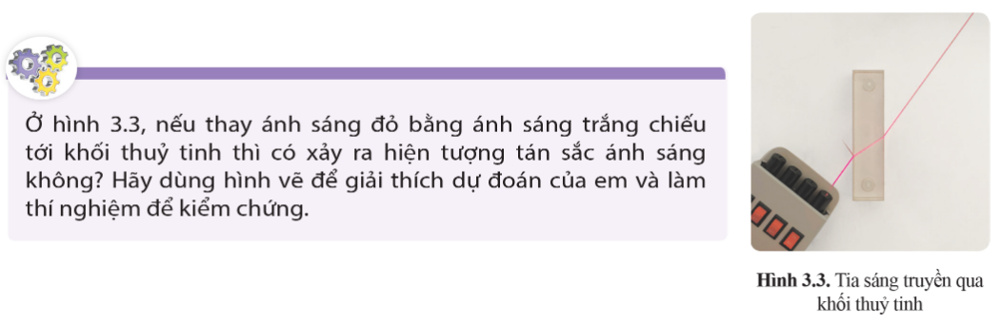 Ở hình 3.3, nếu thay ánh sáng đỏ bằng ánh sáng trắng chiếu
tới khối thuỷ tinh thì có xảy ra hiện tượng tán sắc ánh sáng
không? Hãy dùng hình vẽ để giải thích dự đoán của em và làm
thí nghiệm để kiểm chứng.
Hình 3.3. Tia sáng truyền qua
khối thuỷ tinh